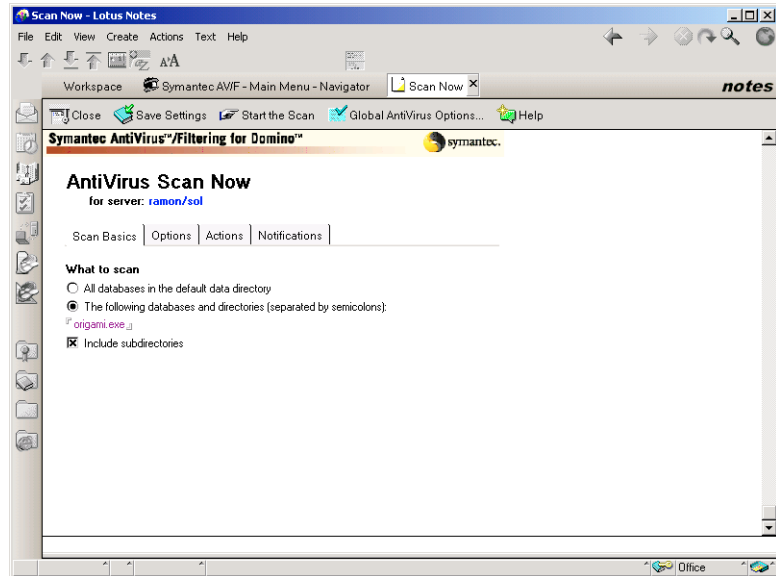 Scan Now - Lotus Notes
File Edit View Create Actions Text Help
A'A
Workspace Symantec AV/F - Main Menu - Navigator Scan Now
notes
Close Save Settings Start the Scan Global AntiVirus Options... Help
Symantec AntiVirus™/Filtering for Domino™
symantec.
AntiVirus Scan Now
for server: ramon/sol
Scan Basics Options Actions Notifications
What to scan
All databases in the default data directory
The following databases and directories (separated by semicolons):
origami.exe
Include subdirectories
Office